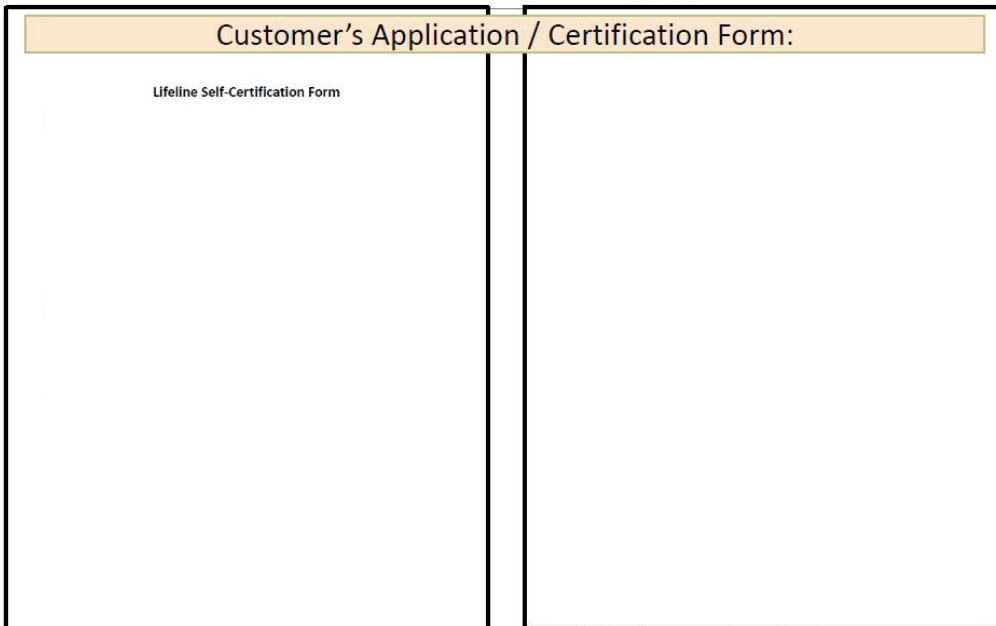 Customer’s Application / Certification Form:
Lifeline Self-Certification Form